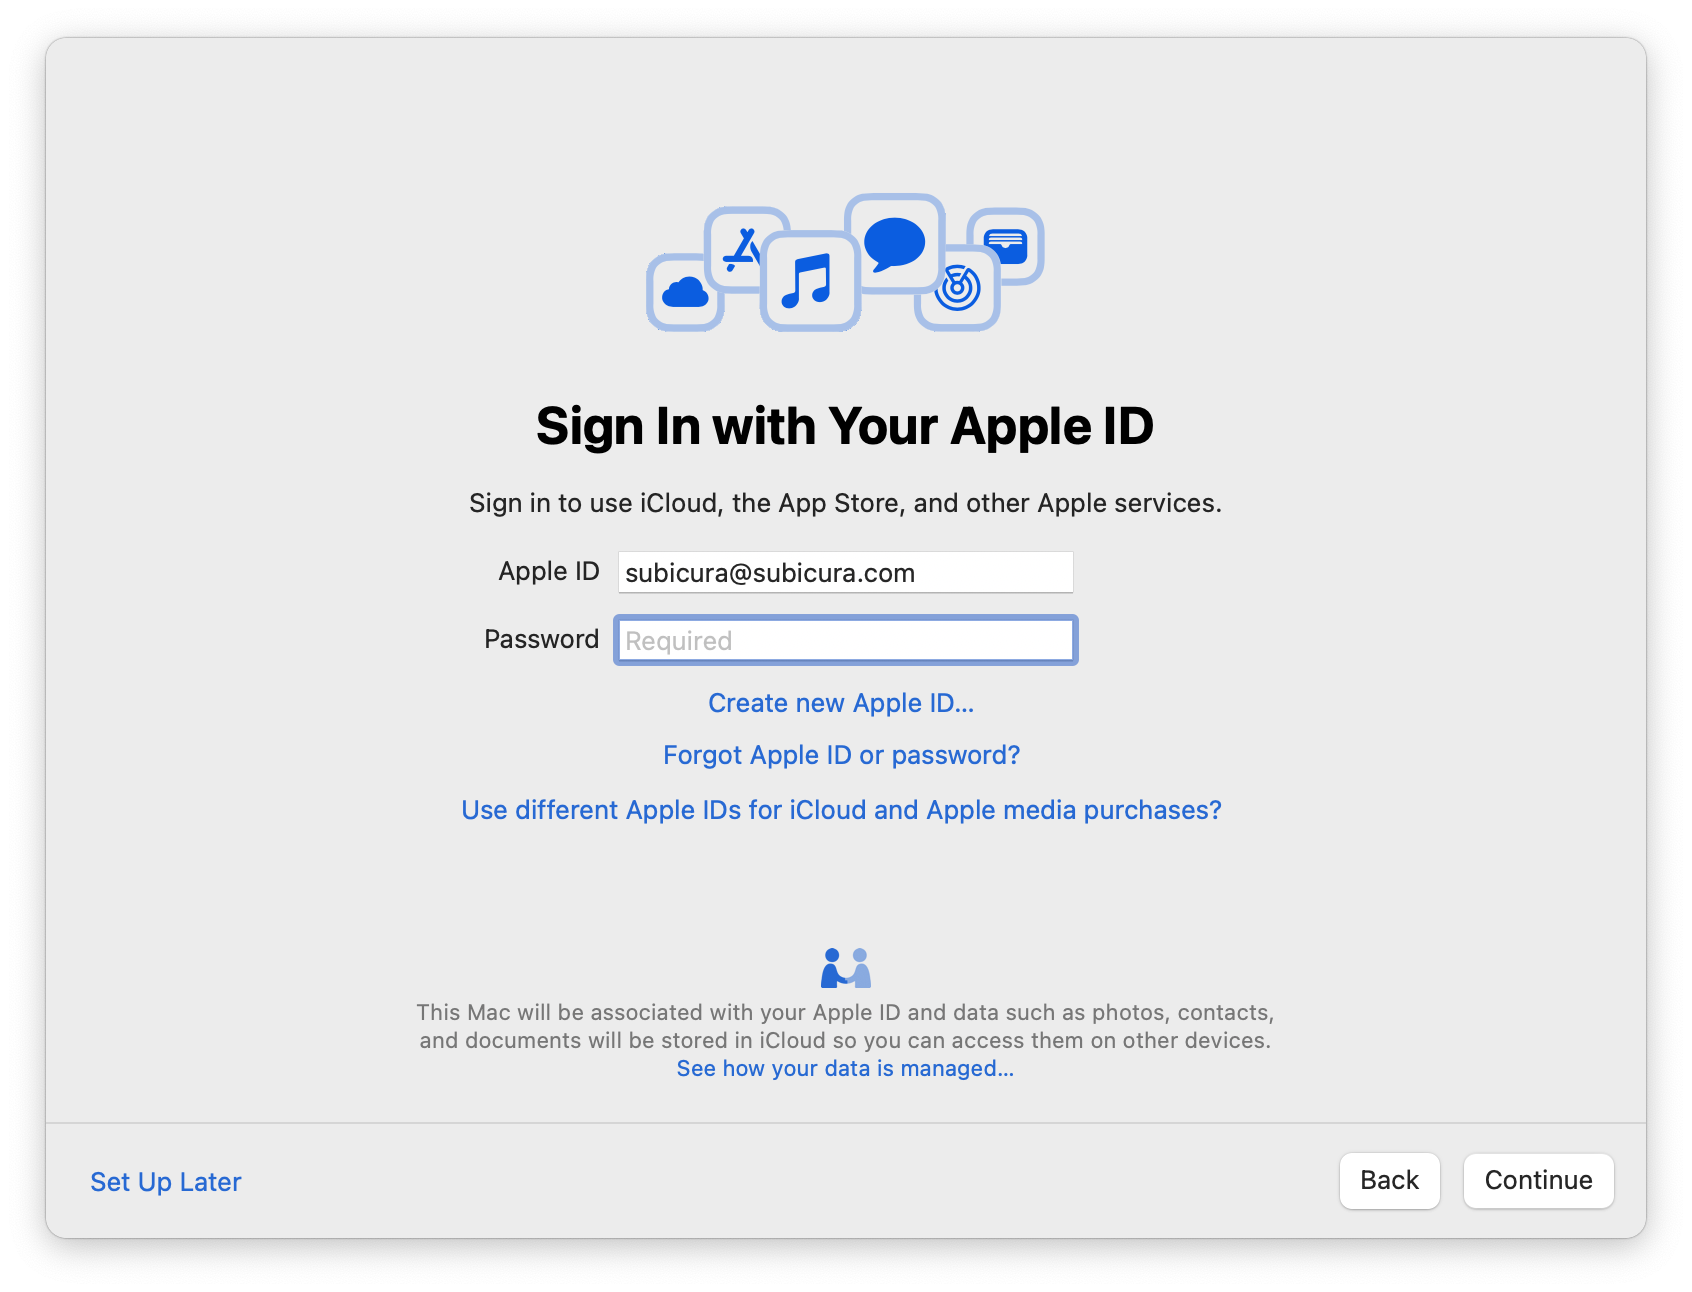 Sign In with Your Apple ID
Sign in to use iCloud, the App Store, and other Apple services.
Apple ID subicura@subicura.com
Password Required
Create new Apple ID...
Forgot Apple ID or password?
Use different Apple IDs for iCloud and Apple media purchases?
This Mac will be associated with your Apple ID and data such as photos, contacts,
and documents will be stored in iCloud so you can access them on other devices.
See how your data is managed...
Set Up Later Back Continue